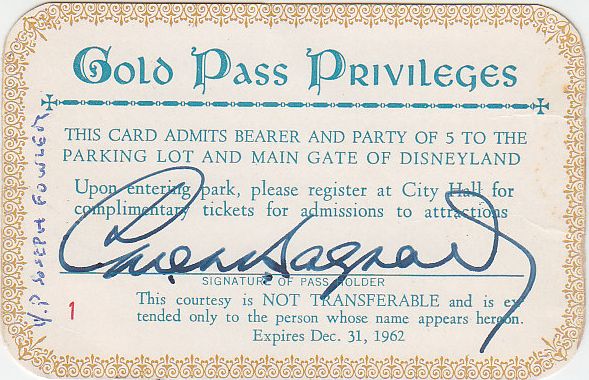 Gold Pass Privileges
THIS CARD ADMITS BEARER AND PARTY OF 5 TO THE
PARKING LOT AND MAIN GATE OF DISNEYLAND
Upon entering park, please register at City Hall for
complimentary tickets for admissions to attractions
SIGNATURE OF PASS HOLDER
This courtesy is NOT TRANSFERABLE and is ex-
tended only to the person whose name appears hereon.
Expires Dec. 31, 1962
1
V.P JOSEPH FOWLER